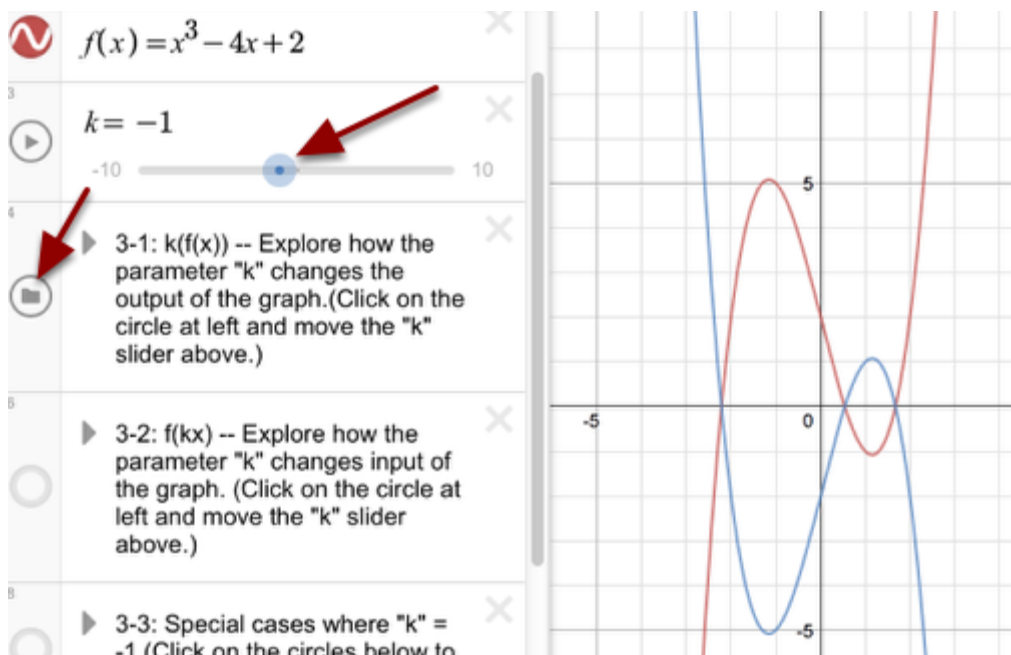 f(x) = x³ − 4x + 2
3
k = −1
-10
10
4
3-1: k(f(x)) -- Explore how the
parameter "k" changes the
output of the graph.(Click on the
circle at left and move the "k"
slider above.)
6
3-2: f(kx) -- Explore how the
parameter "k" changes input of
the graph. (Click on the circle at
left and move the "k" slider
above.)
8
3-3: Special cases where "k" =
-1 (Click on the circles below to
5
-5
0
-5